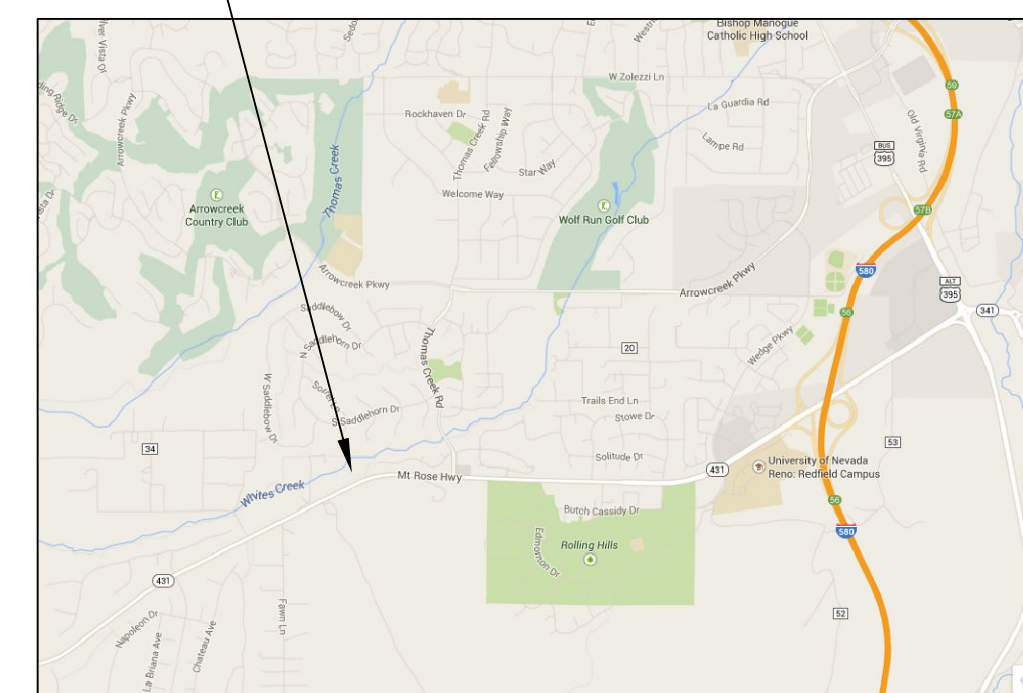 Bishop Manogue
Catholic High School
W Zolezzi Ln
59
57A
La Guardia Rd
Old Virginia Rd
Arrowcreek Pkwy
Rockhaven Dr
Thomas Creek Rd
Fellowship Way
Lampe Rd
BUS
395
Star Way
Thomas Creek
Welcome Way
Arrowcreek
Country Club
Wolf Run Golf Club
57B
580
Arrowcreek Pkwy
Arrowcreek Pkwy
ALT
395
341
56
Saddlebow Dr
N Saddlehorn Dr
Thomas Creek Rd
20
Wedge Pkwy
W Saddlebow Dr
S Saddlehorn Dr
Trails End Ln
Stowe Dr
34
53
Solitude Dr
431
University of Nevada
Reno: Redfield Campus
Mt Rose Hwy
Whites Creek
56
Butch Cassidy Dr
580
Edmonton Dr
Rolling Hills
431
Fawn Ln
52
Napoleon Dr
Chateau Ave